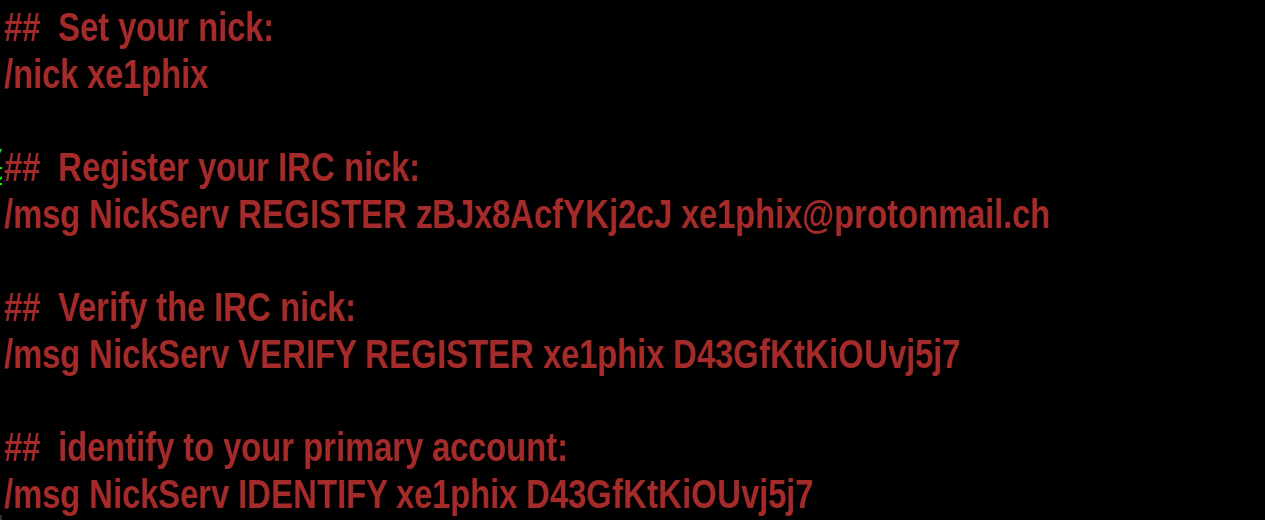 ##  Set your nick:
/nick xe1phix
##  Register your IRC nick:
/msg NickServ REGISTER zBJx8AcfYKj2cJ xe1phix@protonmail.ch
##  Verify the IRC nick:
/msg NickServ VERIFY REGISTER xe1phix D43GfKtKiOUvj5j7
##  identify to your primary account:
/msg NickServ IDENTIFY xe1phix D43GfKtKiOUvj5j7